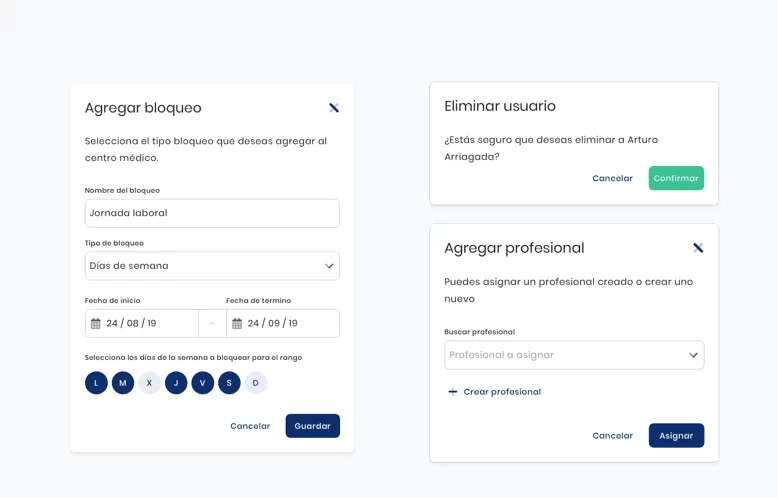 Agregar bloqueo
Selecciona el tipo bloqueo que deseas agregar al
centro médico.
Nombre del bloqueo
Jornada laboral
Tipo de bloqueo
Días de semana
Fecha de inicio
Fecha de termino
24 / 08 / 19 - 24 / 09 / 19
Selecciona los días de la semana a bloquear para el rango
L M X J V S D
Cancelar Guardar
Eliminar usuario
¿Estás seguro que deseas eliminar a Arturo
Arriagada?
Cancelar Confirmar
Agregar profesional
Puedes asignar un profesional creado o crear uno
nuevo
Buscar profesional
Profesional a asignar
Crear profesional
Cancelar Asignar